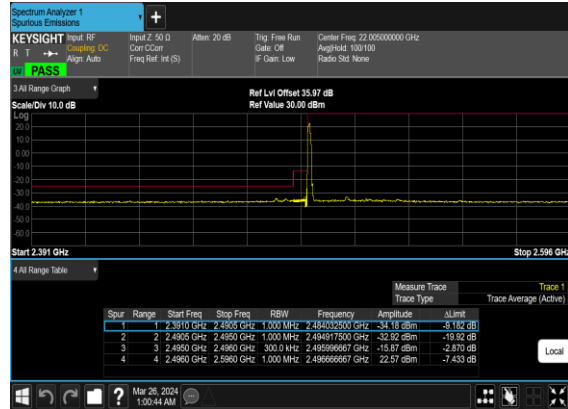 Spectrum Analyzer 1
Spurious Emissions
KEYSIGHT Input: RF Input Z: 50 Ω Atten: 20 dB Trig: Free Run Center Freq: 22.005000000 GHz
R T Coupling: DC Corr CCorr Gate: Off Avg|Hold: 100/100
Align: Auto Freq Ref: Int (S) IF Gain: Low Radio Std: None
LW PASS
3 All Range Graph
Ref Lvl Offset 35.97 dB
Scale/Div 10.0 dB Ref Value 30.00 dBm
Log
20.0
10.0
0.00
-10.0
-20.0
-30.0
-40.0
-50.0
-60.0
Start 2.391 GHz Stop 2.596 GHz
4 All Range Table
Measure Trace Trace 1
Trace Type Trace Average (Active)
Spur Range Start Freq Stop Freq RBW Frequency Amplitude ΔLimit
1 1 2.3910 GHz 2.4905 GHz 1.000 MHz 2.484032500 GHz -34.18 dBm -9.182 dB
2 2 2.4905 GHz 2.4950 GHz 1.000 MHz 2.494917500 GHz -32.92 dBm -19.92 dB
3 3 2.4950 GHz 2.4960 GHz 300.0 kHz 2.495996667 GHz -15.87 dBm -2.870 dB
4 4 2.4960 GHz 2.5960 GHz 1.000 MHz 2.496666667 GHz 22.57 dBm -7.433 dB
Local
? Mar 26, 2024
1:00:44 AM